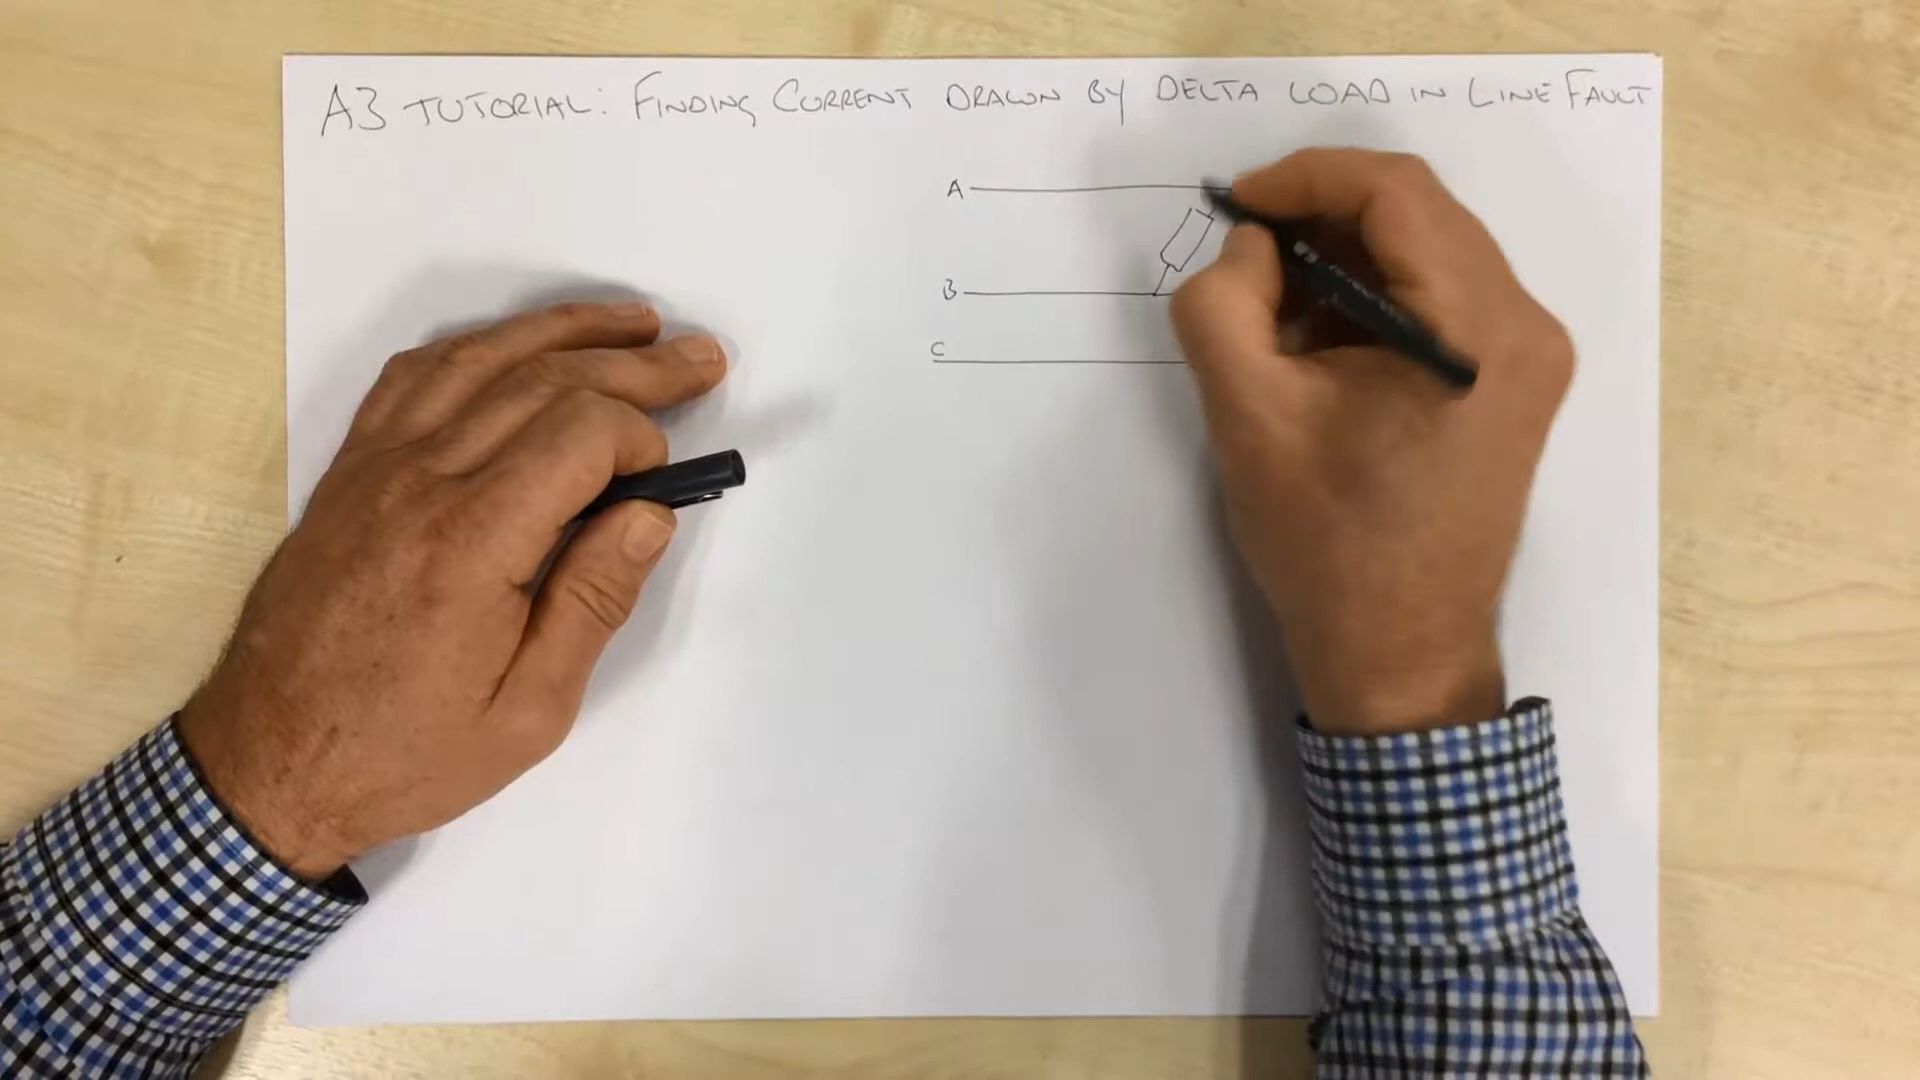 A3 TUTORIAL: FINDING CURRENT DRAWN BY DELTA LOAD IN LINE FAULT
A
B
C